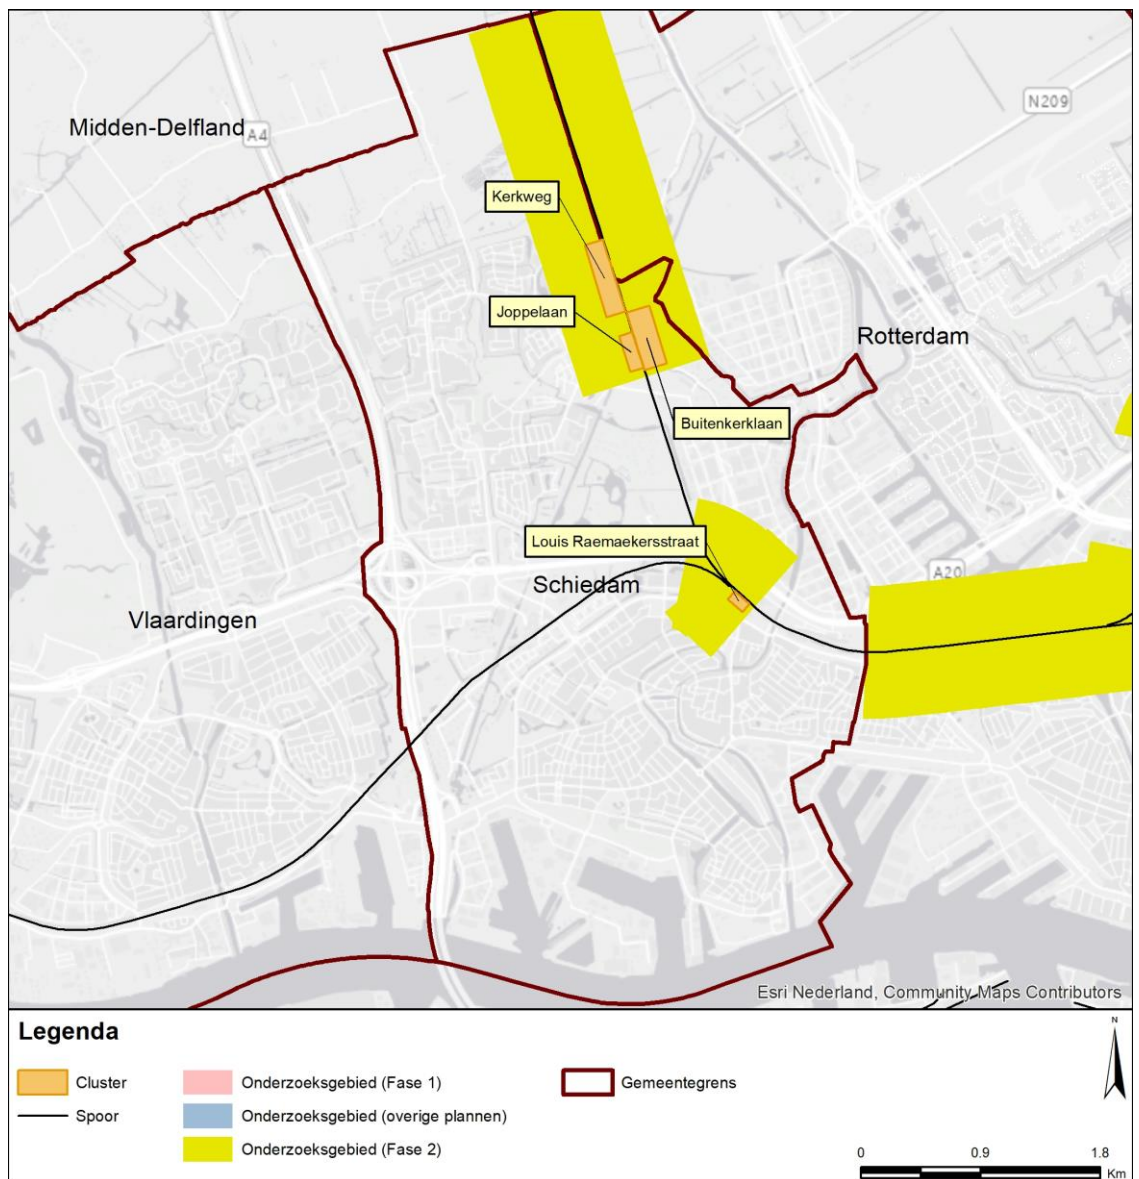 N209
Midden-Delfland
A4
Kerkweg
Joppelaan
Rotterdam
Buitenkerklaan
Louis Raemaekersstraat
A20
Schiedam
Vlaardingen
Esri Nederland, Community Maps Contributors
Legenda
N
Cluster
Onderzoeksgebied (Fase 1)
Gemeentegrens
Spoor
Onderzoeksgebied (overige plannen)
Onderzoeksgebied (Fase 2)
0 0.9 1.8
Km